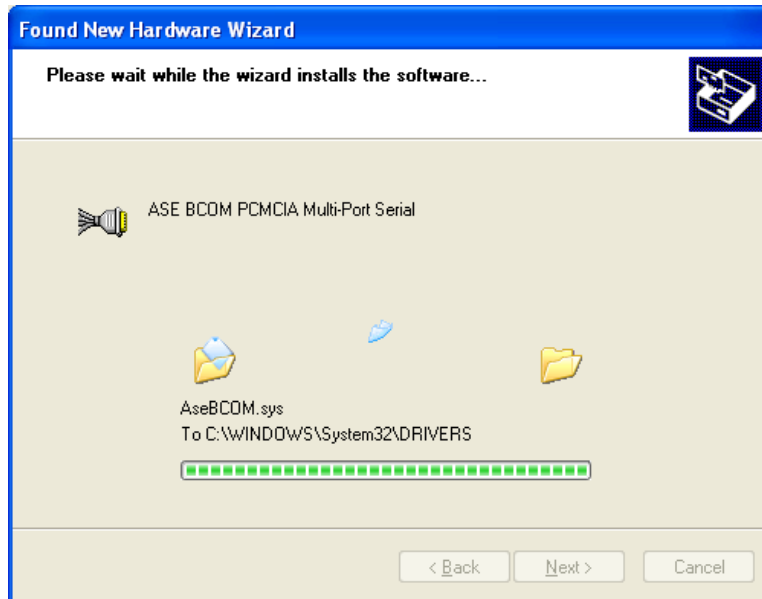 Found New Hardware Wizard
Please wait while the wizard installs the software...
ASE BCOM PCMCIA Multi-Port Serial
AseBCOM.sys
To C:\WINDOWS\System32\DRIVERS
< Back
Next >
Cancel